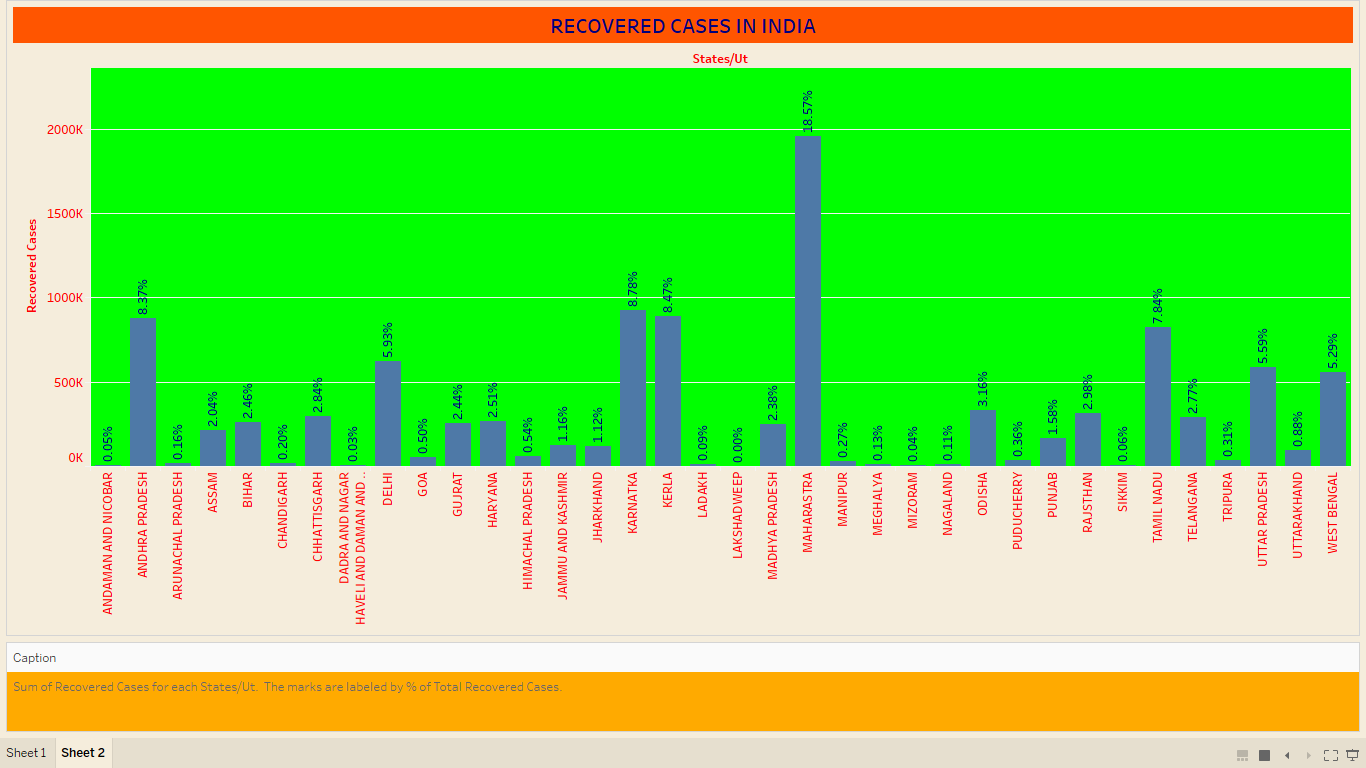 RECOVERED CASES IN INDIA
States/Ut
Recovered Cases
2000K
1500K
1000K
500K
0K
0.05%
8.37%
0.16%
2.04%
2.46%
0.20%
2.84%
0.03%
5.93%
0.50%
2.44%
2.51%
0.54%
1.16%
1.12%
8.78%
8.47%
0.09%
0.00%
2.38%
18.57%
0.27%
0.13%
0.04%
0.11%
3.16%
0.36%
1.58%
2.98%
0.06%
7.84%
2.77%
0.31%
5.59%
0.88%
5.29%
ANDAMAN AND NICOBAR
ANDHRA PRADESH
ARUNACHAL PRADESH
ASSAM
BIHAR
CHANDIGARH
CHHATTISGARH
DADRA AND NAGAR
HAVELI AND DAMAN AND ..
DELHI
GOA
GUJRAT
HARYANA
HIMACHAL PRADESH
JAMMU AND KASHMIR
JHARKHAND
KARNATKA
KERLA
LADAKH
LAKSHADWEEP
MADHYA PRADESH
MAHARASTRA
MANIPUR
MEGHALYA
MIZORAM
NAGALAND
ODISHA
PUDUCHERRY
PUNJAB
RAJSTHAN
SIKKIM
TAMIL NADU
TELANGANA
TRIPURA
UTTAR PRADESH
UTTARAKHAND
WEST BENGAL
Caption
Sum of Recovered Cases for each States/Ut. The marks are labeled by % of Total Recovered Cases.
Sheet 1
Sheet 2